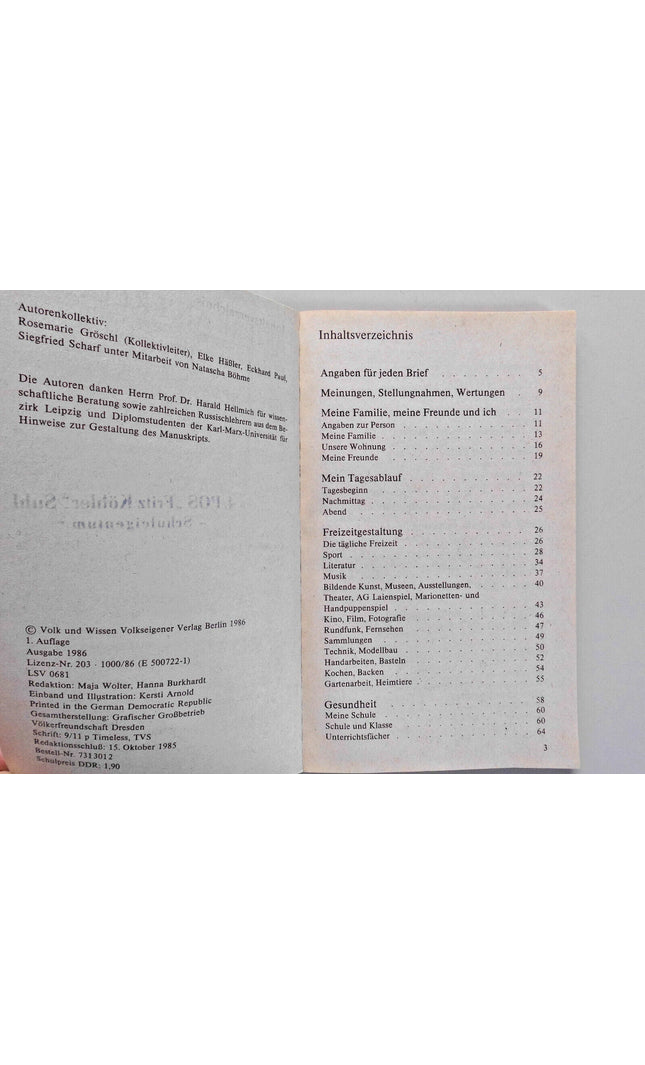 Autorenkollektiv:
Rosemarie Gröschl (Kollektivleiter), Elke Häßler, Eckhard Paul,
Siegfried Scharf unter Mitarbeit von Natascha Böhme
Die Autoren danken Herrn Prof. Dr. Harald Hellmich für wissen-
schaftliche Beratung sowie zahlreichen Russischlehrern aus dem Be-
zirk Leipzig und Diplomstudenten der Karl-Marx-Universität für
Hinweise zur Gestaltung des Manuskripts.
POS „Fritz Köhler" Suhl
- Schuleigentum -
© Volk und Wissen Volkseigener Verlag Berlin 1986
1. Auflage
Ausgabe 1986
Lizenz-Nr. 203 · 1000/86 (E 500722-1)
LSV 0681
Redaktion: Maja Wolter, Hanna Burkhardt
Einband und Illustration: Kersti Arnold
Printed in the German Democratic Republic
Gesamtherstellung: Grafischer Großbetrieb
Völkerfreundschaft Dresden
Schrift: 9/11 p Timeless, TVS
Redaktionsschluß: 15. Oktober 1985
Bestell-Nr. 7313012
Schulpreis DDR: 1,90
Inhaltsverzeichnis
Angaben für jeden Brief . . . . . . . . 5
Meinungen, Stellungnahmen, Wertungen . 9
Meine Familie, meine Freunde und ich . 11
Angaben zur Person . . . . . . . . . . 11
Meine Familie . . . . . . . . . . . . 13
Unsere Wohnung . . . . . . . . . . . 16
Meine Freunde . . . . . . . . . . . . 19
Mein Tagesablauf . . . . . . . . . . . 22
Tagesbeginn . . . . . . . . . . . . . 22
Nachmittag . . . . . . . . . . . . . . 24
Abend . . . . . . . . . . . . . . . . 25
Freizeitgestaltung . . . . . . . . . . . 26
Die tägliche Freizeit . . . . . . . . . . 26
Sport . . . . . . . . . . . . . . . . . 28
Literatur . . . . . . . . . . . . . . . 34
Musik . . . . . . . . . . . . . . . . 37
Bildende Kunst, Museen, Ausstellungen, . . . . 40
Theater, AG Laienspiel, Marionetten- und
Handpuppenspiel . . . . . . . . . . . 43
Kino, Film, Fotografie . . . . . . . . . 46
Rundfunk, Fernsehen . . . . . . . . . 47
Sammlungen . . . . . . . . . . . . . 49
Technik, Modellbau . . . . . . . . . . 50
Handarbeiten, Basteln . . . . . . . . . 52
Kochen, Backen . . . . . . . . . . . . 54
Gartenarbeit, Heimtiere . . . . . . . . 55
Gesundheit . . . . . . . . . . . . . . 58
Meine Schule . . . . . . . . . . . . . 60
Schule und Klasse . . . . . . . . . . . 60
Unterrichtsfächer . . . . . . . . . . . 64
3